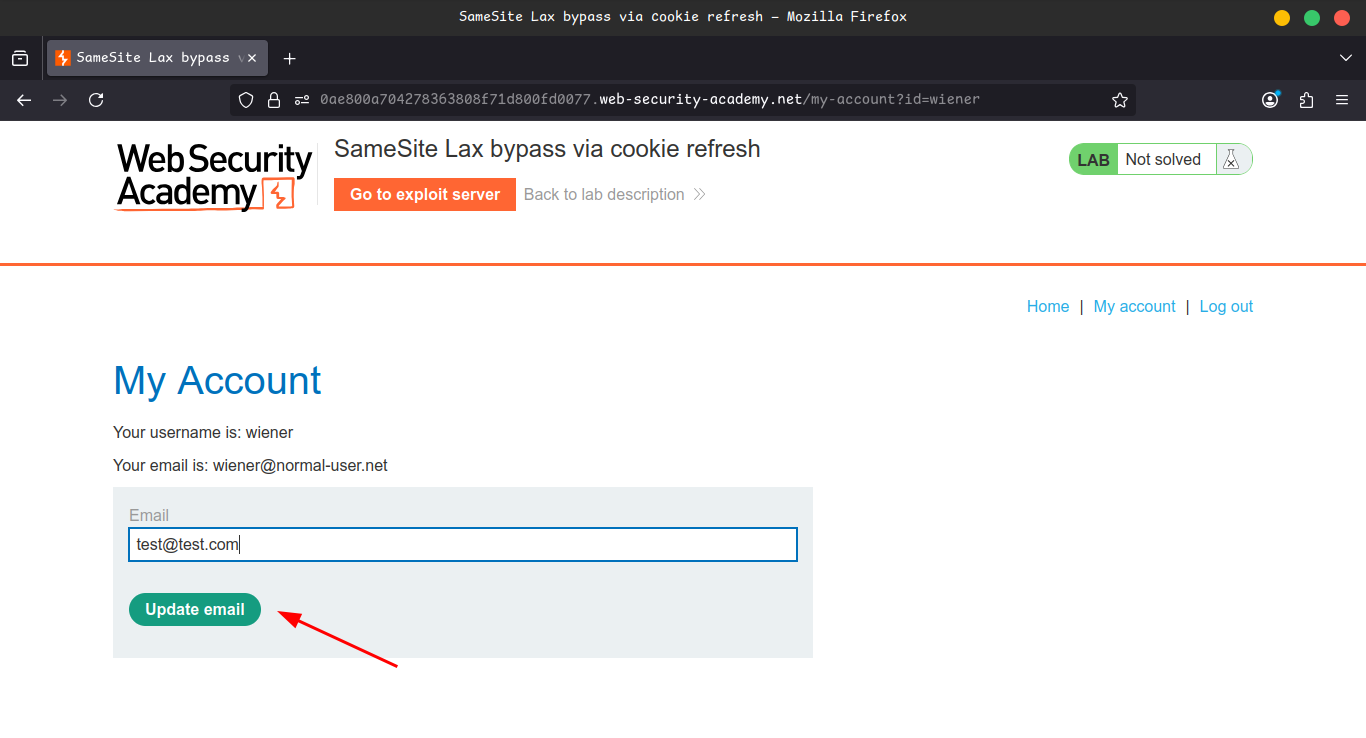 SameSite Lax bypass via cookie refresh — Mozilla Firefox
SameSite Lax bypass v
0ae800a704278363808f71d800fd0077.web-security-academy.net/my-account?id=wiener
Web Security
Academy
SameSite Lax bypass via cookie refresh
Go to exploit server
Back to lab description
LAB
Not solved
Home | My account | Log out
My Account
Your username is: wiener
Your email is: wiener@normal-user.net
Email
test@test.com
Update email